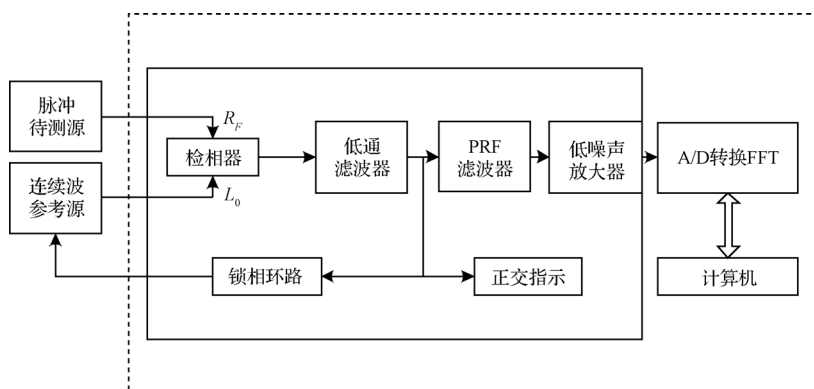 脉冲
待测源
R_F
检相器
连续波
参考源
L_0
低通
滤波器
PRF
滤波器
低噪声
放大器
A/D转换FFT
锁相环路
正交指示
计算机